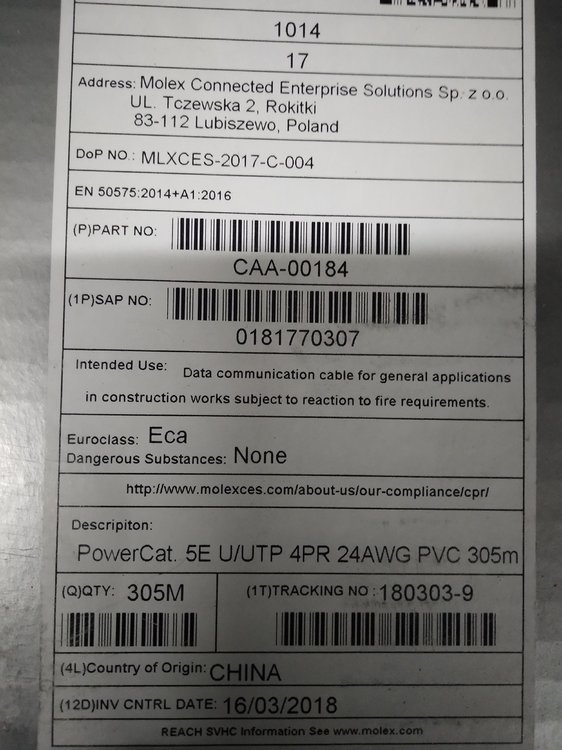 1014
17
Address: Molex Connected Enterprise Solutions Sp. z o.o.
UL. Tczewska 2, Rokitki
83-112 Lubiszewo, Poland
DoP NO.: MLXCES-2017-C-004
EN 50575:2014+A1:2016
(P)PART NO:
CAA-00184
(1P)SAP NO:
0181770307
Intended Use: Data communication cable for general applications
in construction works subject to reaction to fire requirements.
Euroclass: Eca
Dangerous Substances: None
http://www.molexces.com/about-us/our-compliance/cpr/
Descripiton:
PowerCat. 5E U/UTP 4PR 24AWG PVC 305m
(Q)QTY: 305M (1T)TRACKING NO :180303-9
(4L)Country of Origin: CHINA
(12D)INV CNTRL DATE: 16/03/2018
REACH SVHC Information See www.molex.com